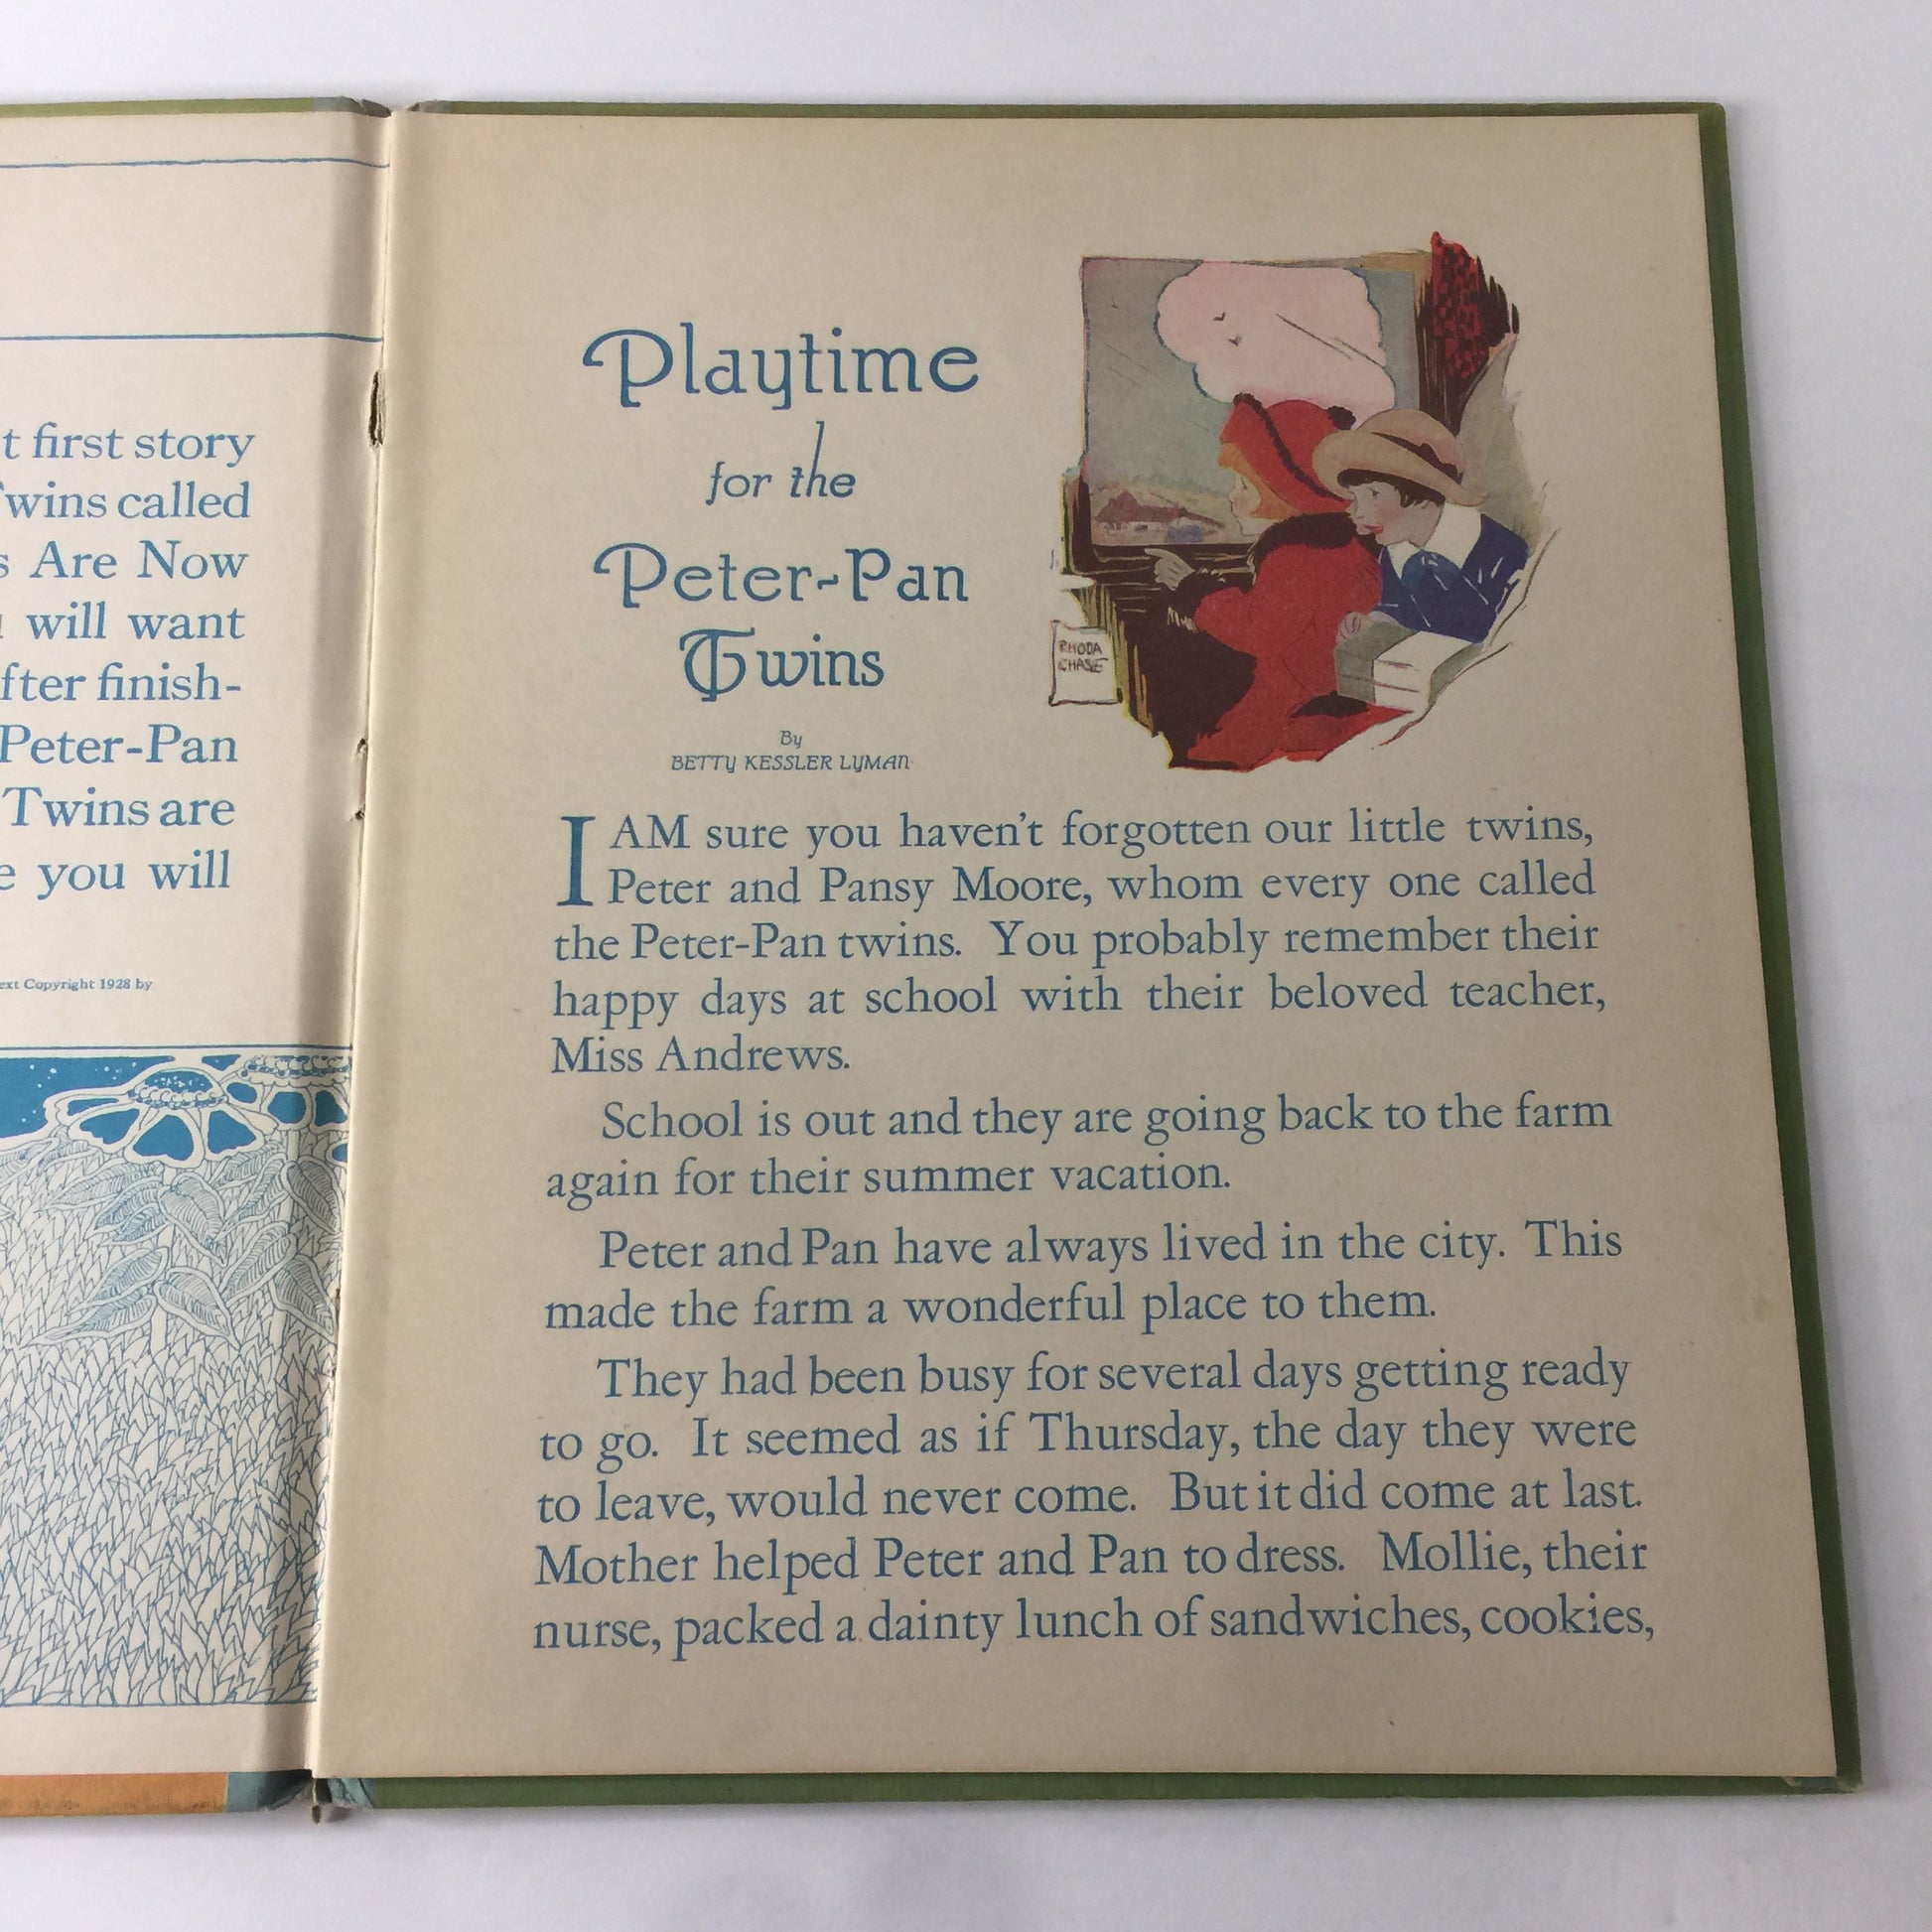 t first story
Twins called
s Are Now
will want
fter finish-
Peter-Pan
Twins are
e you will
ext Copyright 1928 by
Playtime
for the
Peter-Pan
Twins
By
BETTY KESSLER LYMAN
RHODA
CHASE
I AM sure you haven't forgotten our little twins,
Peter and Pansy Moore, whom every one called
the Peter-Pan twins. You probably remember their
happy days at school with their beloved teacher,
Miss Andrews.
School is out and they are going back to the farm
again for their summer vacation.
Peter and Pan have always lived in the city. This
made the farm a wonderful place to them.
They had been busy for several days getting ready
to go. It seemed as if Thursday, the day they were
to leave, would never come. But it did come at last.
Mother helped Peter and Pan to dress. Mollie, their
nurse, packed a dainty lunch of sandwiches, cookies,